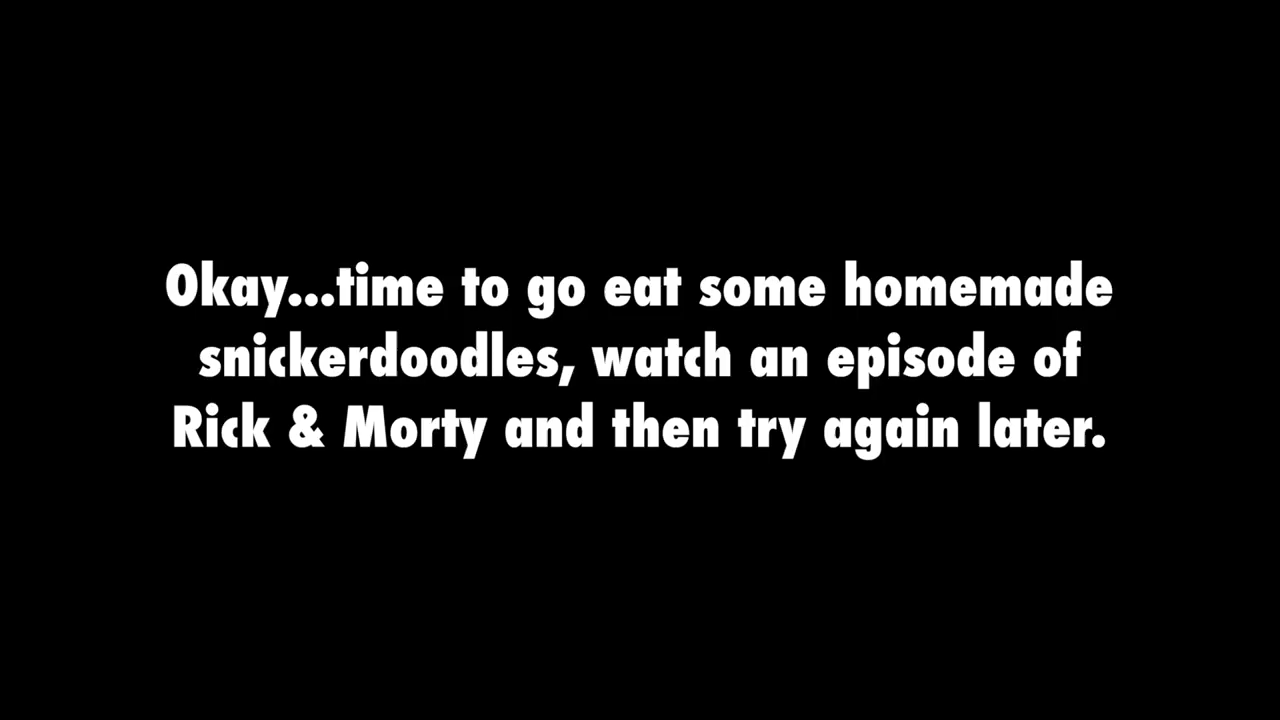 Okay...time to go eat some homemade
snickerdoodles, watch an episode of
Rick & Morty and then try again later.